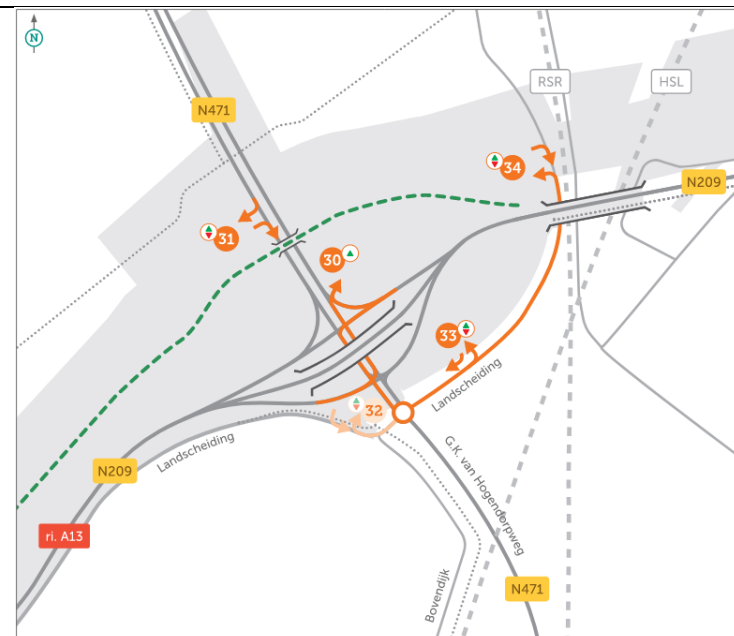 N
N471
RSR
HSL
34
N209
31
30
33
32
Landscheiding
Landscheiding
N209
G.K. van Hogendorpweg
ri. A13
Bovendijk
N471